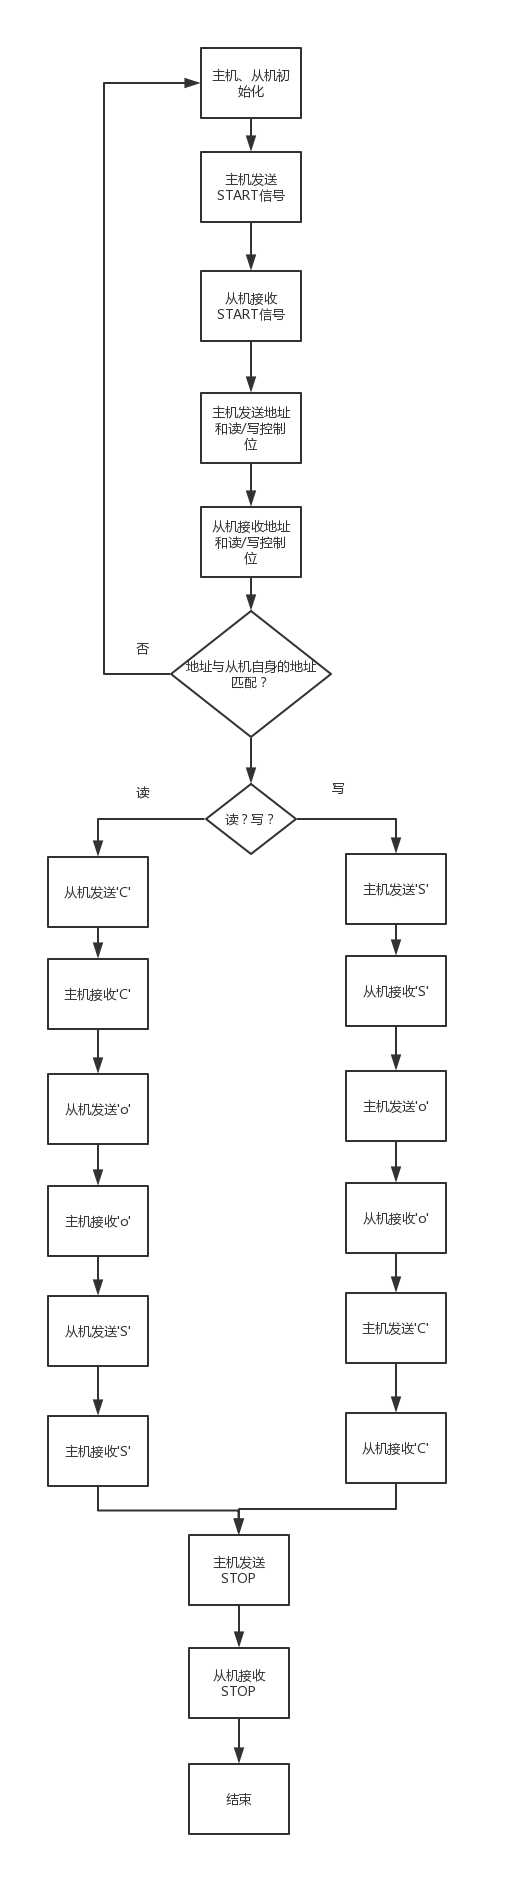 主机、从机初
始化
主机发送
START信号
从机接收
START信号
主机发送地址
和读/写控制
位
从机接收地址
和读/写控制
位
否
地址与从机自身的地址
匹配？
读
写
读？写？
从机发送'C'
主机接收'C'
从机发送'o'
主机接收'o'
从机发送'S'
主机接收'S'
主机发送'S'
从机接收'S'
主机发送'o'
从机接收'o'
主机发送'C'
从机接收'C'
主机发送
STOP
从机接收
STOP
结束